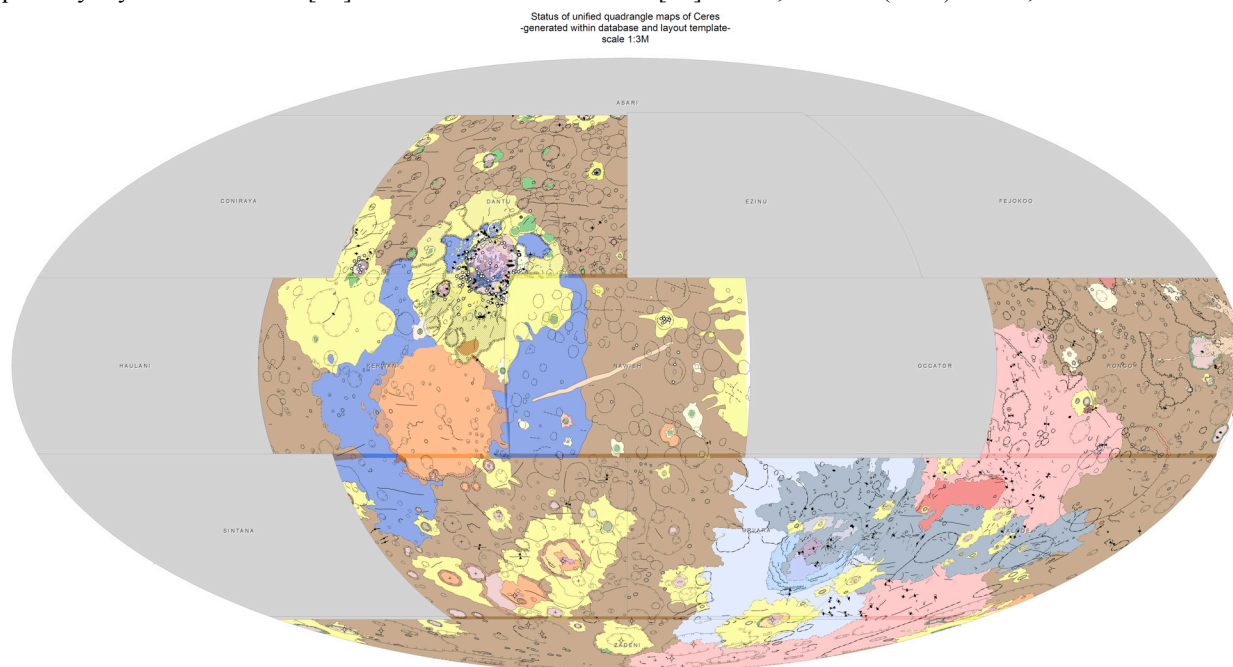 Status of unified quadrangle maps of Ceres
-generated within database and layout template-
scale 1:3M
ASARI
CONIRAYA
DANTU
EZINU
FEJOKOO
HAULANI
KERWAN
NAWISH
OCCATOR
RONGO
SINTANA
URVARA
ZADENI